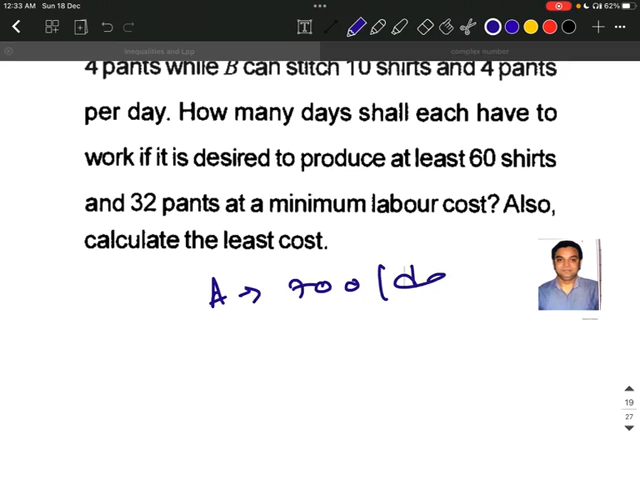 12:33 AM Sun 18 Dec
62%
Inequalities and Lpp
complex number
4 pants while B can stitch 10 shirts and 4 pants
per day. How many days shall each have to
work if it is desired to produce at least 60 shirts
and 32 pants at a minimum labour cost? Also,
calculate the least cost.
A → 700/da
19
27